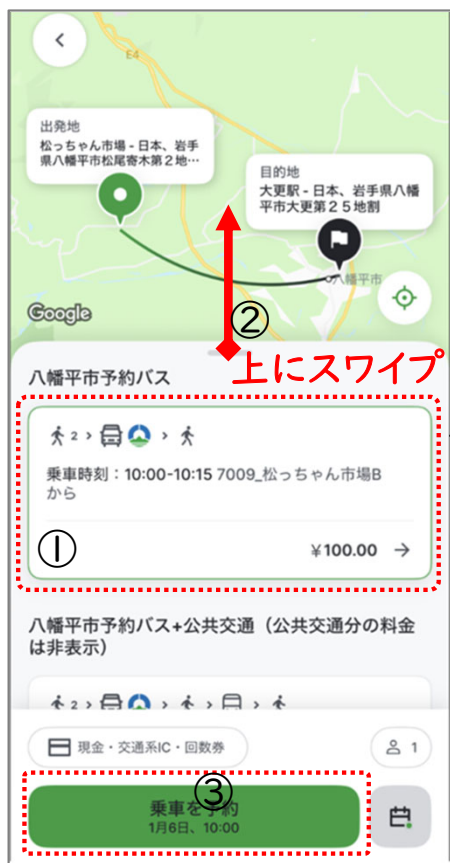 E4
出発地
松っちゃん市場 - 日本、岩手
県八幡平市松尾寄木第２地…
目的地
大更駅 - 日本、岩手県八幡
平市大更第２５地割
八幡平市
Google
②
上にスワイプ
八幡平市予約バス
2
乗車時刻：10:00-10:15 7009_松っちゃん市場B
から
①
¥100.00
八幡平市予約バス+公共交通（公共交通分の料金
は非表示）
2
現金・交通系IC・回数券
1
③
乗車を予約
1月6日、10:00